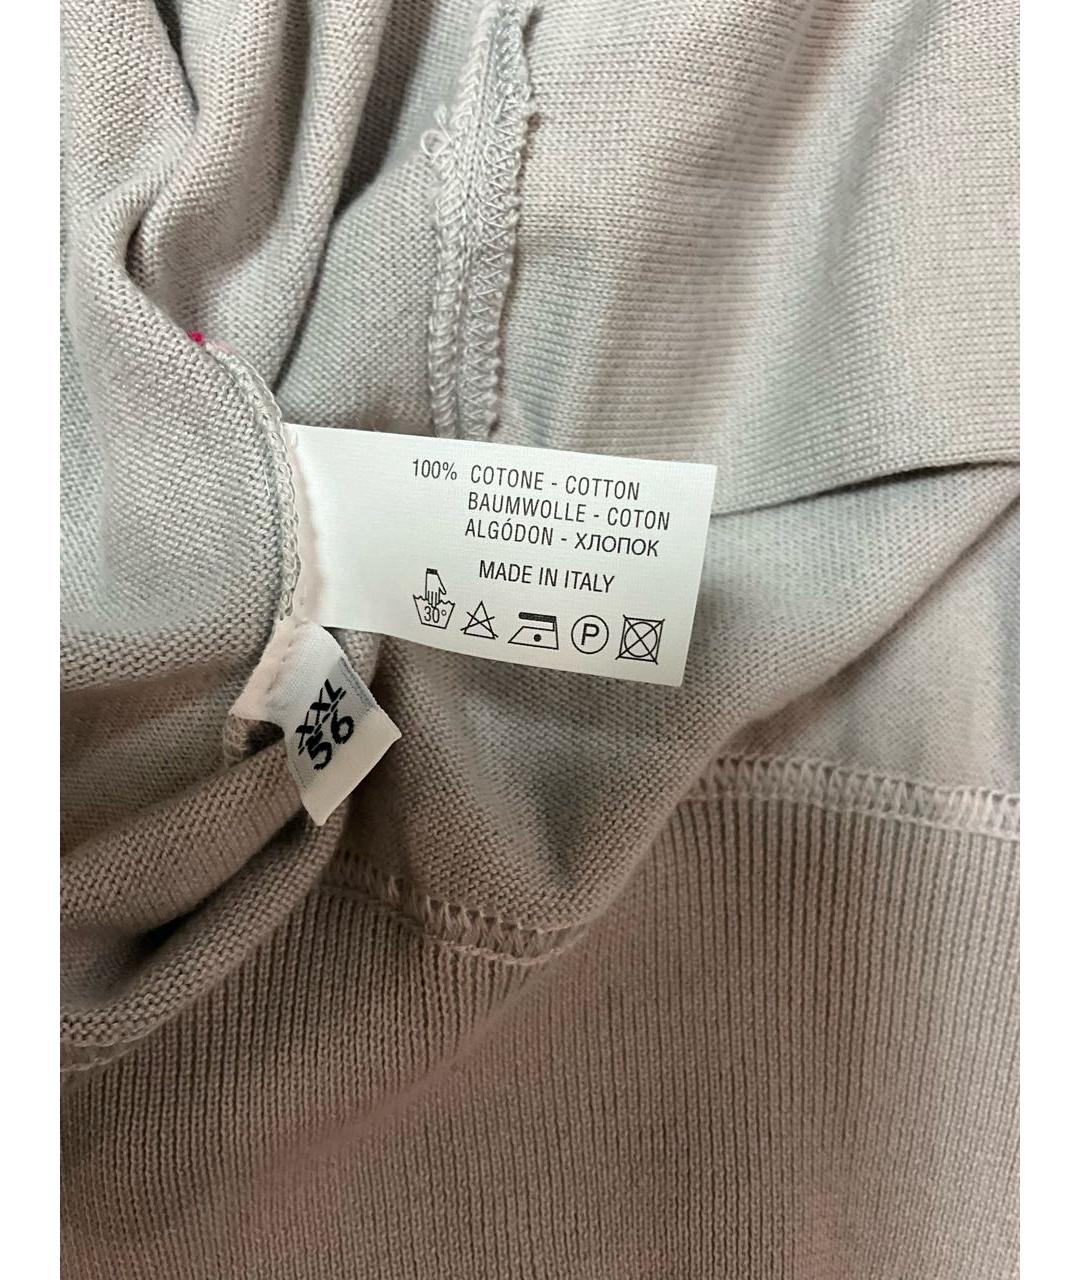 100% COTONE - COTTON
BAUMWOLLE - COTON
ALGÓDON - ХЛОПОК
MADE IN ITALY
30° P
XXL
56